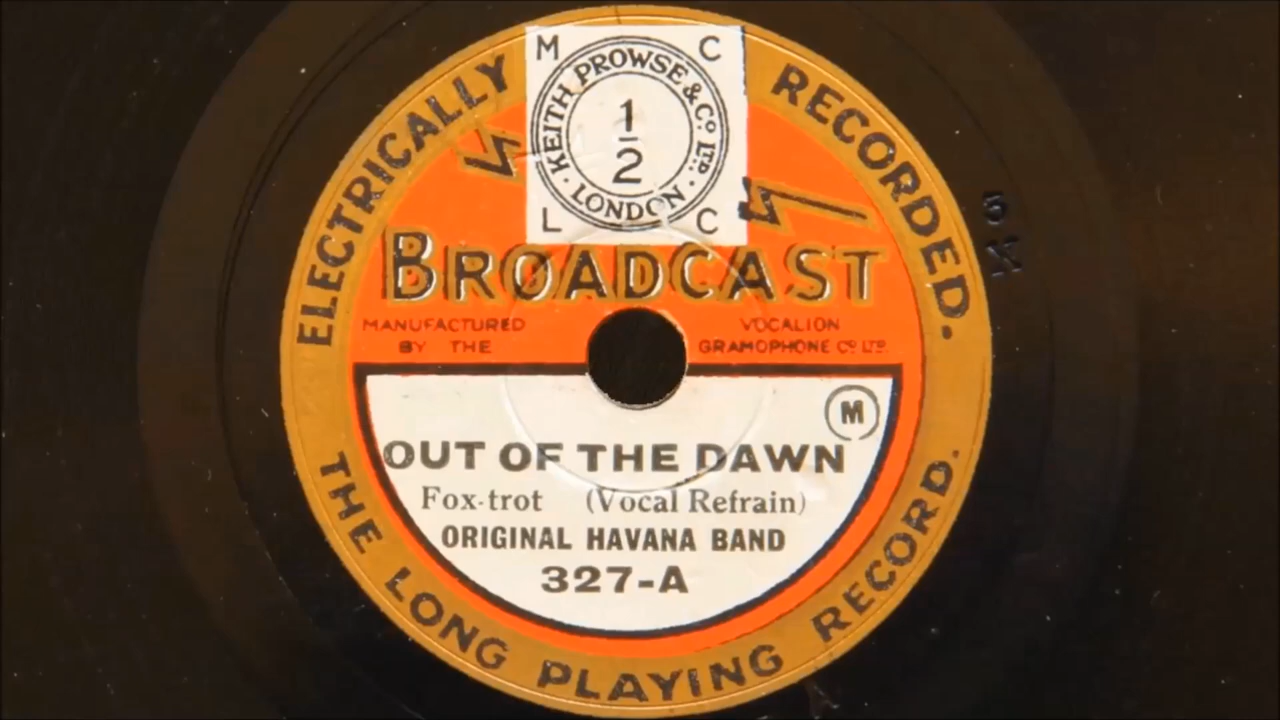 ELECTRICALLY RECORDED.
M C
KEITH PROWSE & Co. LTD.
1/2
· LONDON ·
L C
BROADCAST
MANUFACTURED BY THE
VOCALION GRAMOPHONE Co. LTD.
M
OUT OF THE DAWN
Fox-trot (Vocal Refrain)
ORIGINAL HAVANA BAND
327-A
THE LONG PLAYING RECORD.
5
K